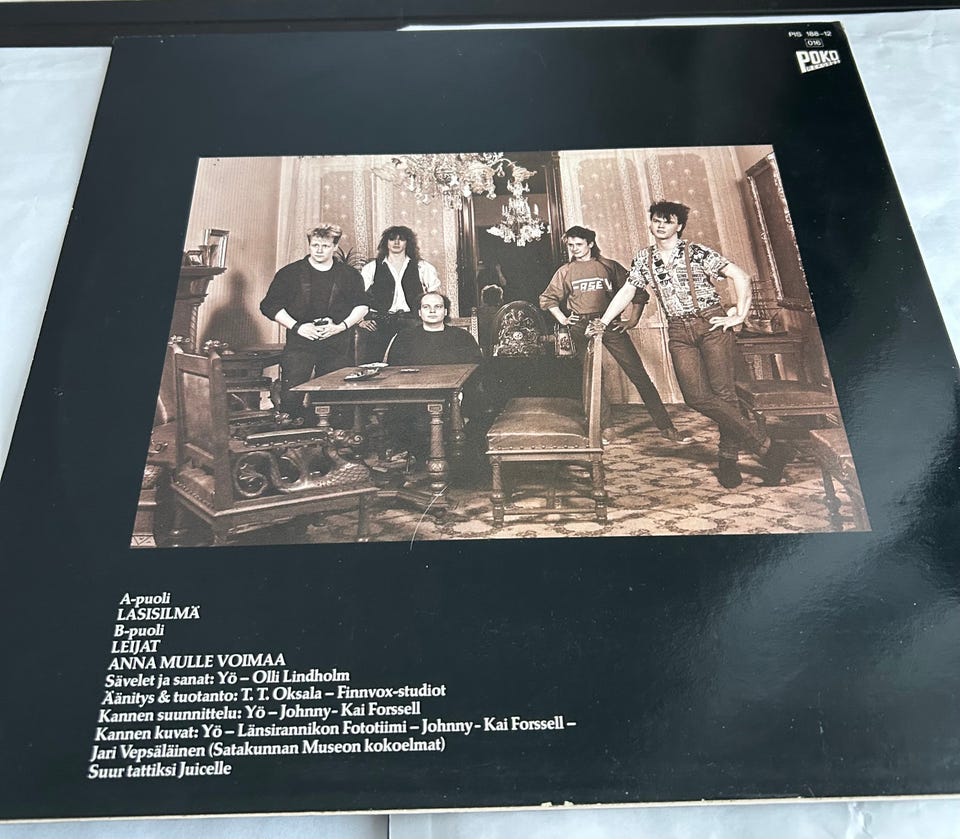 PIS 188-12
016
POKO
RECORDS
A-puoli
LASISILMÄ
B-puoli
LEIJAT
ANNA MULLE VOIMAA
Sävelet ja sanat: Yö – Olli Lindholm
Äänitys & tuotanto: T. T. Oksala – Finnvox-studiot
Kannen suunnittelu: Yö – Johnny- Kai Forssell
Kannen kuvat: Yö – Länsirannikon Fototiimi – Johnny- Kai Forssell –
Jari Vepsäläinen (Satakunnan Museon kokoelmat)
Suur tattiksi Juicelle